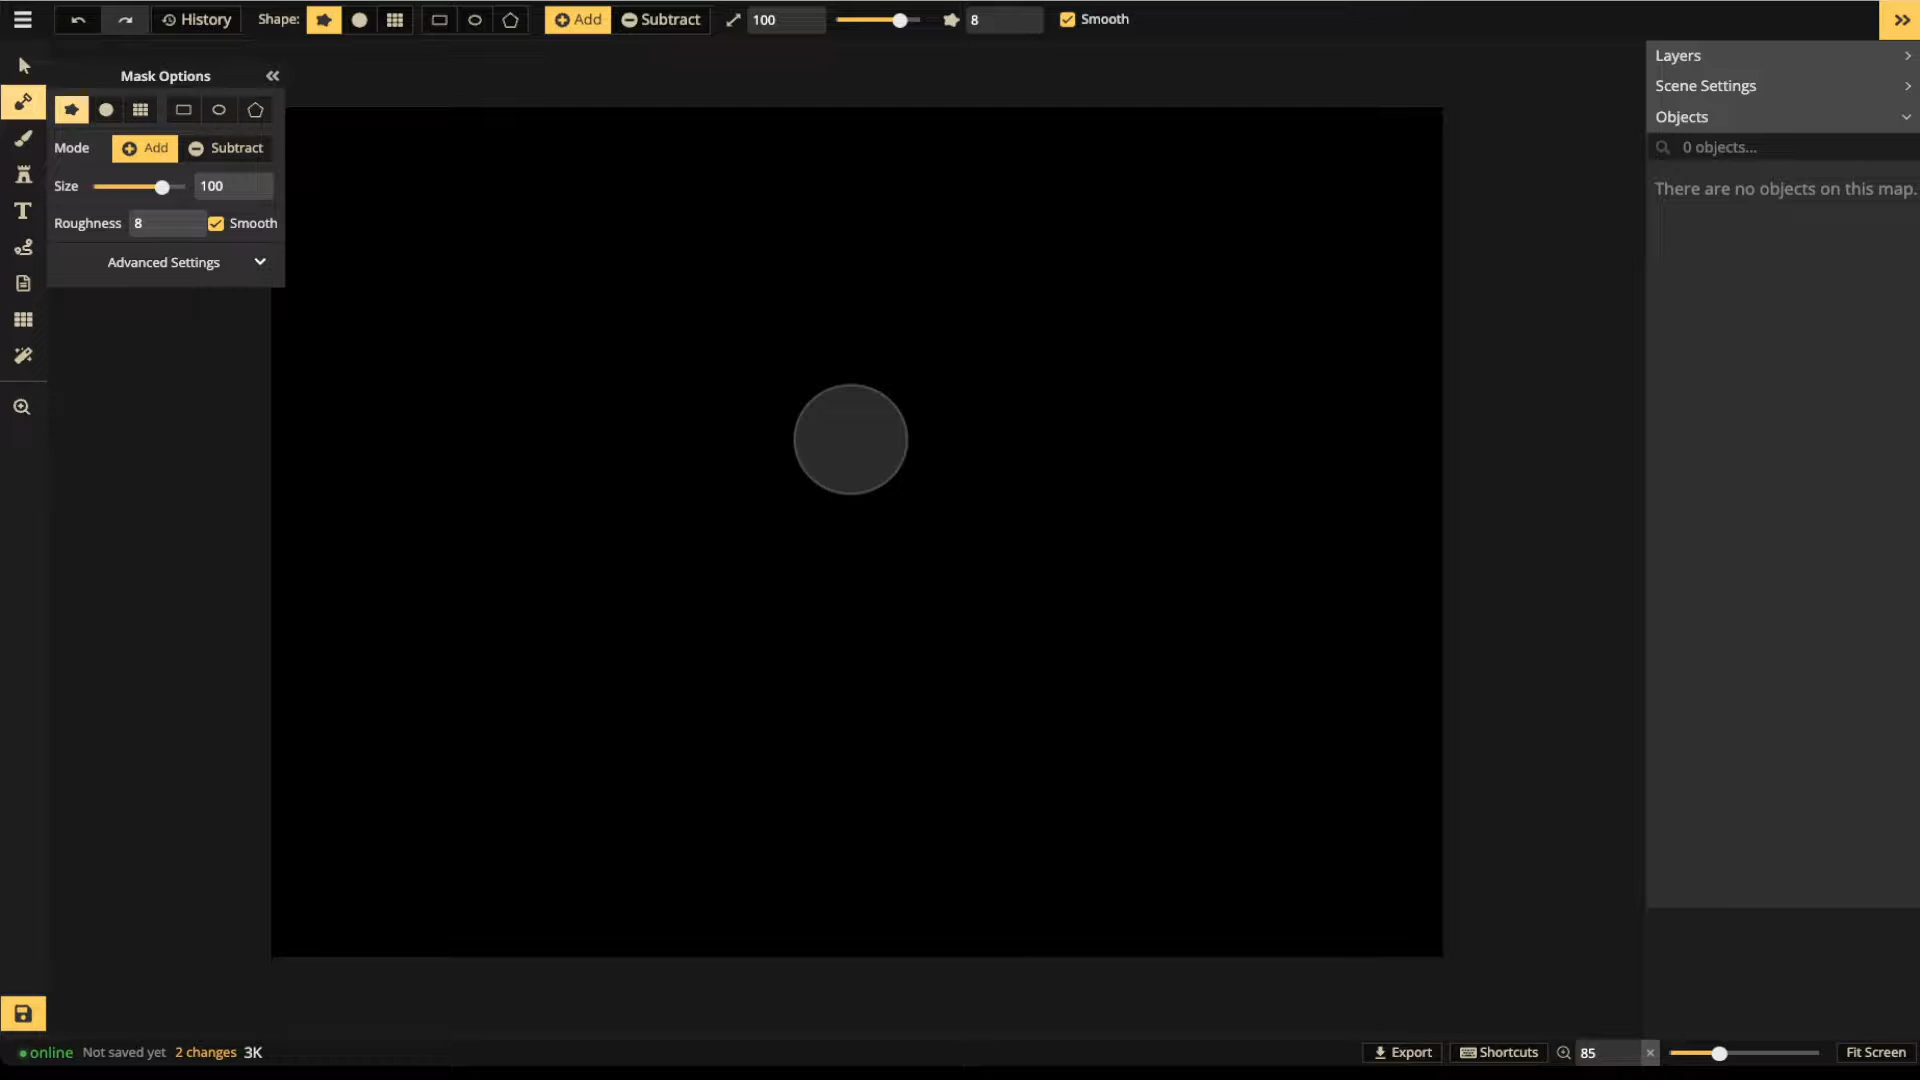 History Shape: Add Subtract 100 8 Smooth
Mask Options
Mode Add Subtract
Size 100
Roughness 8 Smooth
Advanced Settings
T
Layers
Scene Settings
Objects
0 objects...
There are no objects on this map.
online Not saved yet 2 changes 3K
Export Shortcuts 85 Fit Screen